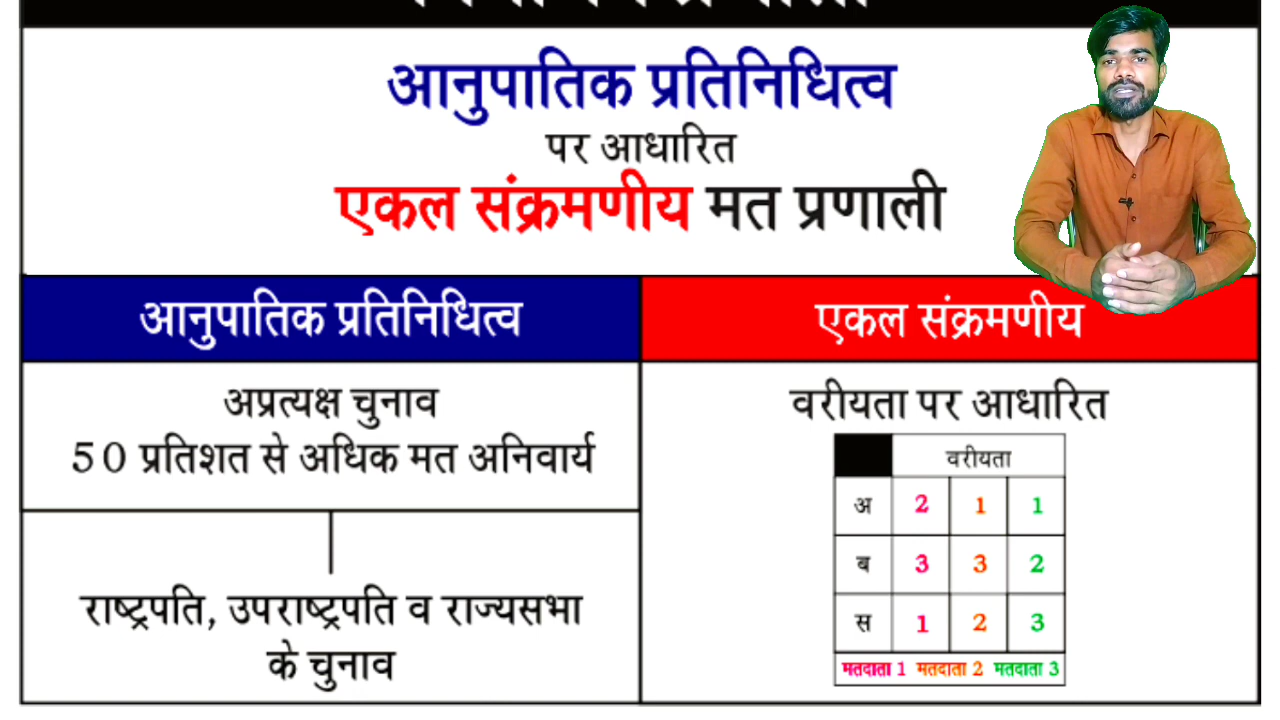 आनुपातिक प्रतिनिधित्व
पर आधारित
एकल संक्रमणीय मत प्रणाली
आनुपातिक प्रतिनिधित्व
एकल संक्रमणीय
अप्रत्यक्ष चुनाव
50 प्रतिशत से अधिक मत अनिवार्य
राष्ट्रपति, उपराष्ट्रपति व राज्यसभा
के चुनाव
वरीयता पर आधारित
वरीयता
अ 2 1 1
ब 3 3 2
स 1 2 3
मतदाता 1 मतदाता 2 मतदाता 3